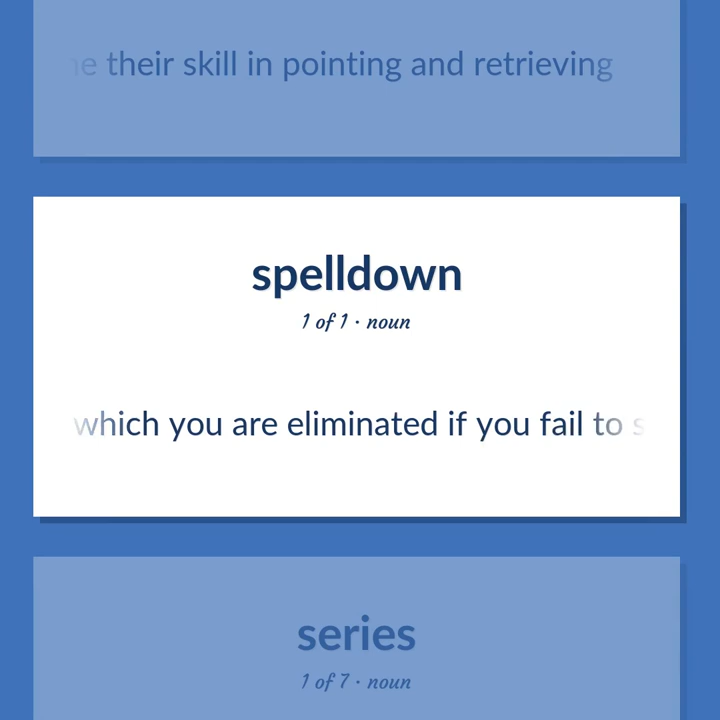 their skill in pointing and retrieving
spelldown
1 of 1 · noun
which you are eliminated if you fail to
series
1 of 7 · noun